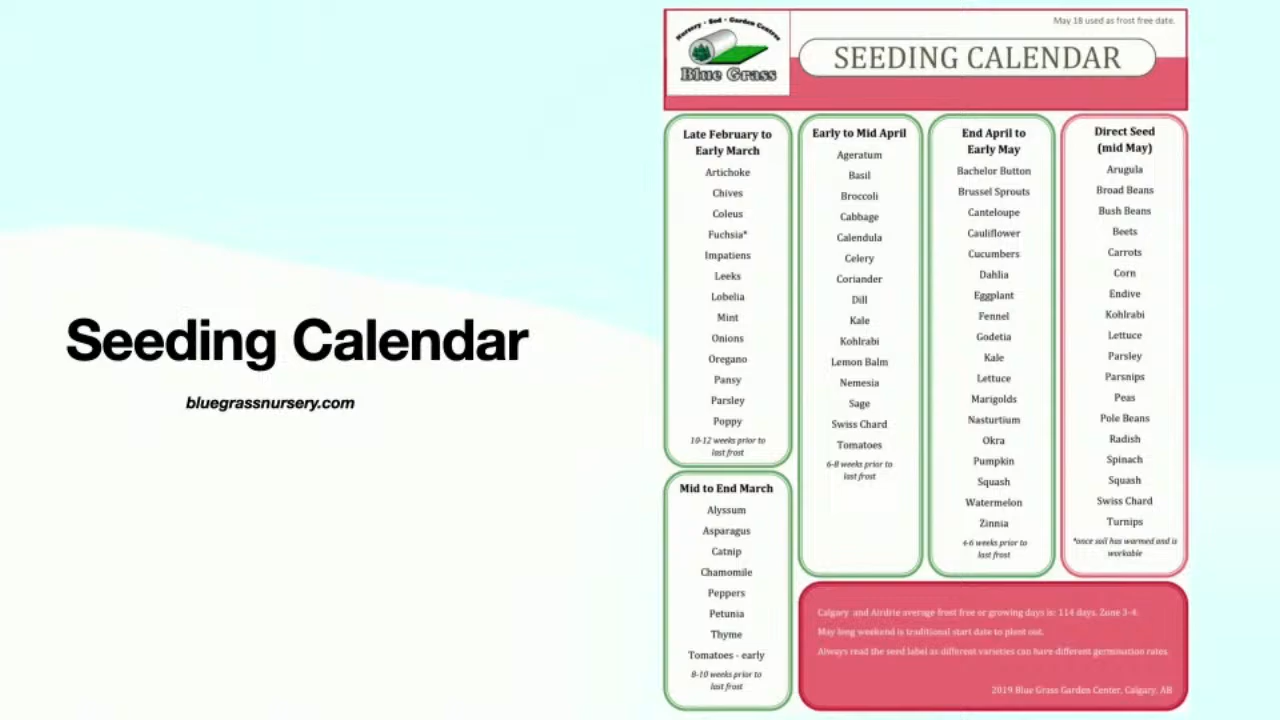 Seeding Calendar
bluegrassnursery.com
Nursery • Sod • Garden Centres
Blue Grass
May 18 used as frost free date.
SEEDING CALENDAR
Late February to
Early March
Artichoke
Chives
Coleus
Fuchsia*
Impatiens
Leeks
Lobelia
Mint
Onions
Oregano
Pansy
Parsley
Poppy
10-12 weeks prior to
last frost
Mid to End March
Alyssum
Asparagus
Catnip
Chamomile
Peppers
Petunia
Thyme
Tomatoes - early
8-10 weeks prior to
last frost
Early to Mid April
Ageratum
Basil
Broccoli
Cabbage
Calendula
Celery
Coriander
Dill
Kale
Kohlrabi
Lemon Balm
Nemesia
Sage
Swiss Chard
Tomatoes
6-8 weeks prior to
last frost
End April to
Early May
Bachelor Button
Brussel Sprouts
Canteloupe
Cauliflower
Cucumbers
Dahlia
Eggplant
Fennel
Godetia
Kale
Lettuce
Marigolds
Nasturtium
Okra
Pumpkin
Squash
Watermelon
Zinnia
4-6 weeks prior to
last frost
Direct Seed
(mid May)
Arugula
Broad Beans
Bush Beans
Beets
Carrots
Corn
Endive
Kohlrabi
Lettuce
Parsley
Parsnips
Peas
Pole Beans
Radish
Spinach
Squash
Swiss Chard
Turnips
*once soil has warmed and is
workable
Calgary and Airdrie average frost free or growing days is: 114 days. Zone 3-4.
May long weekend is traditional start date to plant out.
Always read the seed label as different varieties can have different germination rates.
2019 Blue Grass Garden Center, Calgary, AB